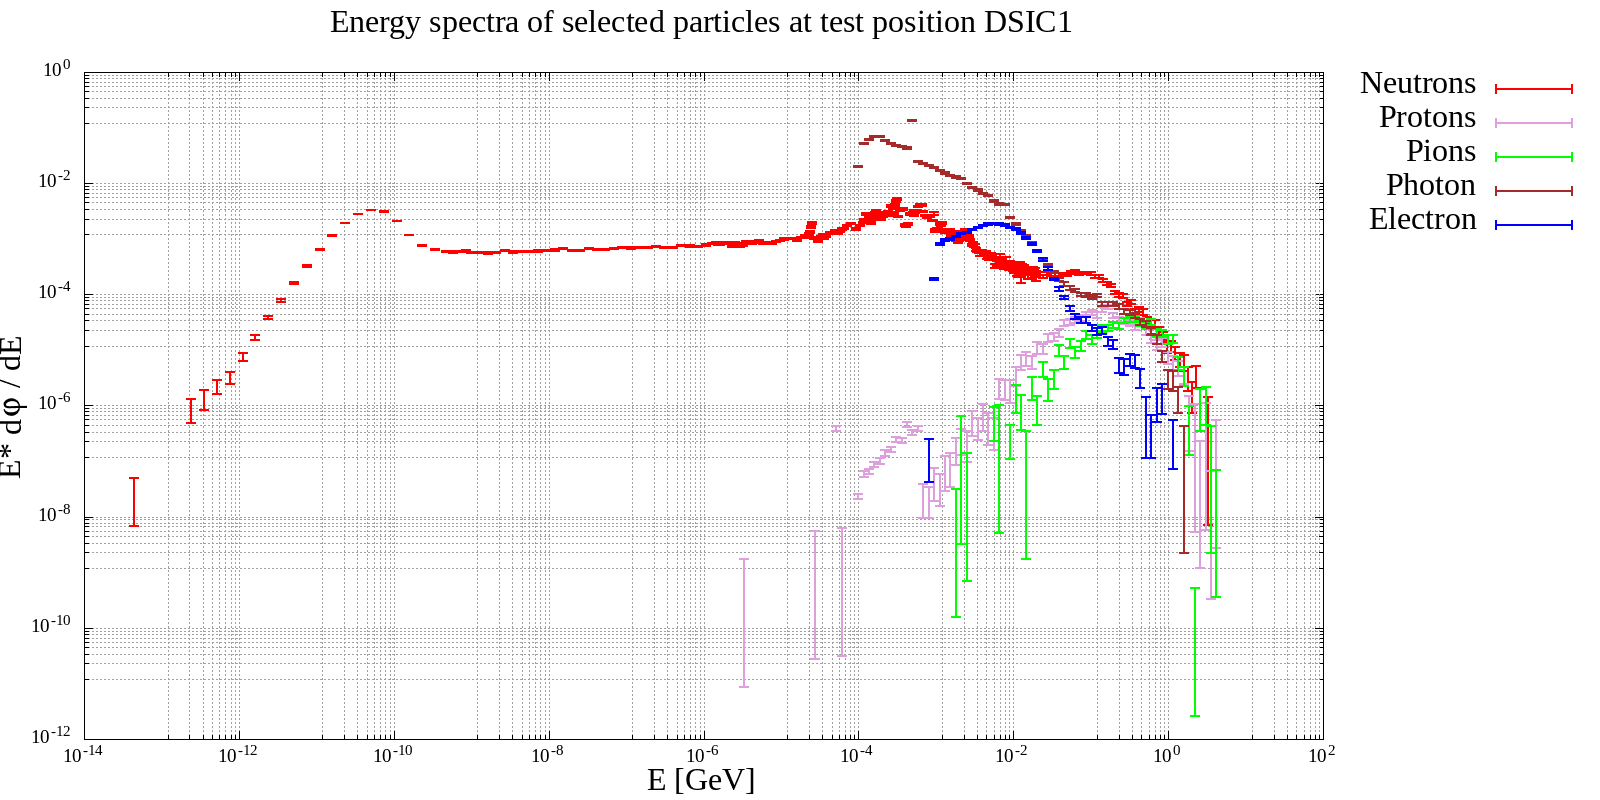 Energy spectra of selected particles at test position DSIC1
10^0
10^-2
10^-4
10^-6
10^-8
10^-10
10^-12
E* dφ / dE
10^-14 10^-12 10^-10 10^-8 10^-6 10^-4 10^-2 10^0 10^2
E [GeV]
Neutrons
Protons
Pions
Photon
Electron